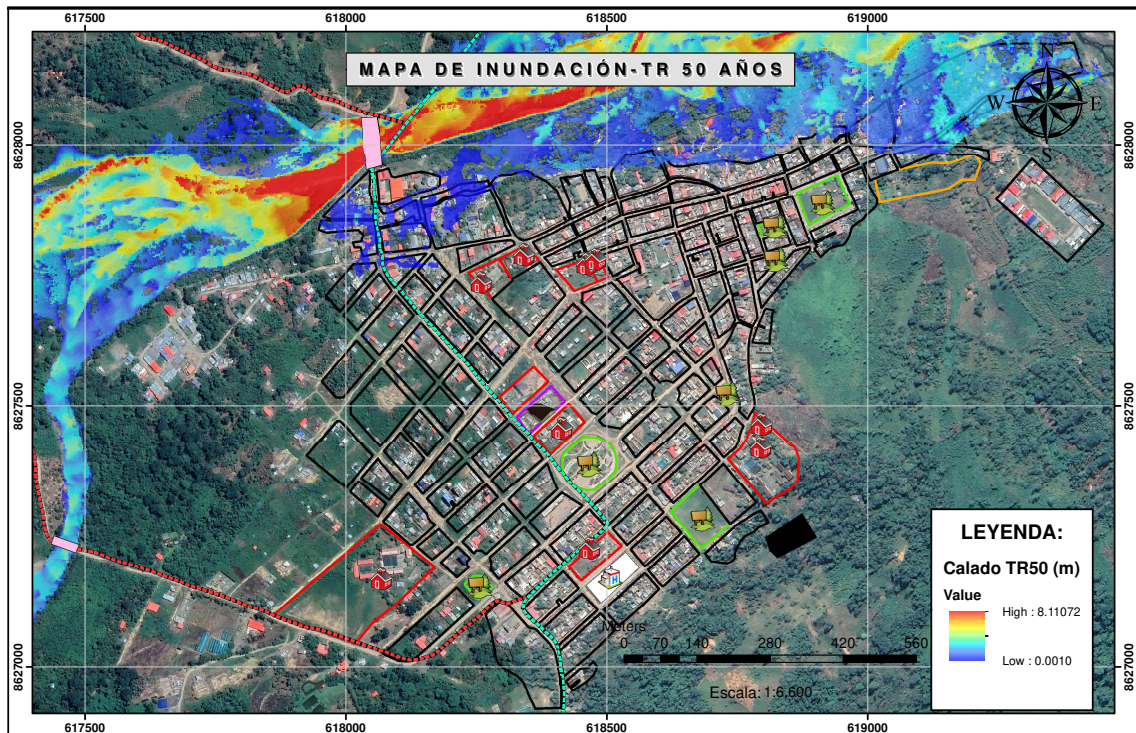 617500 618000 618500 619000
MAPA DE INUNDACIÓN-TR 50 AÑOS
N
W E
S
8628000 8628000
8627500 8627500
8627000 8627000
H
LEYENDA:
Calado TR50 (m)
Value
High : 8.11072
Low : 0.0010
Meters
0 70 140 280 420 560
Escala: 1:6,600
617500 618000 618500 619000